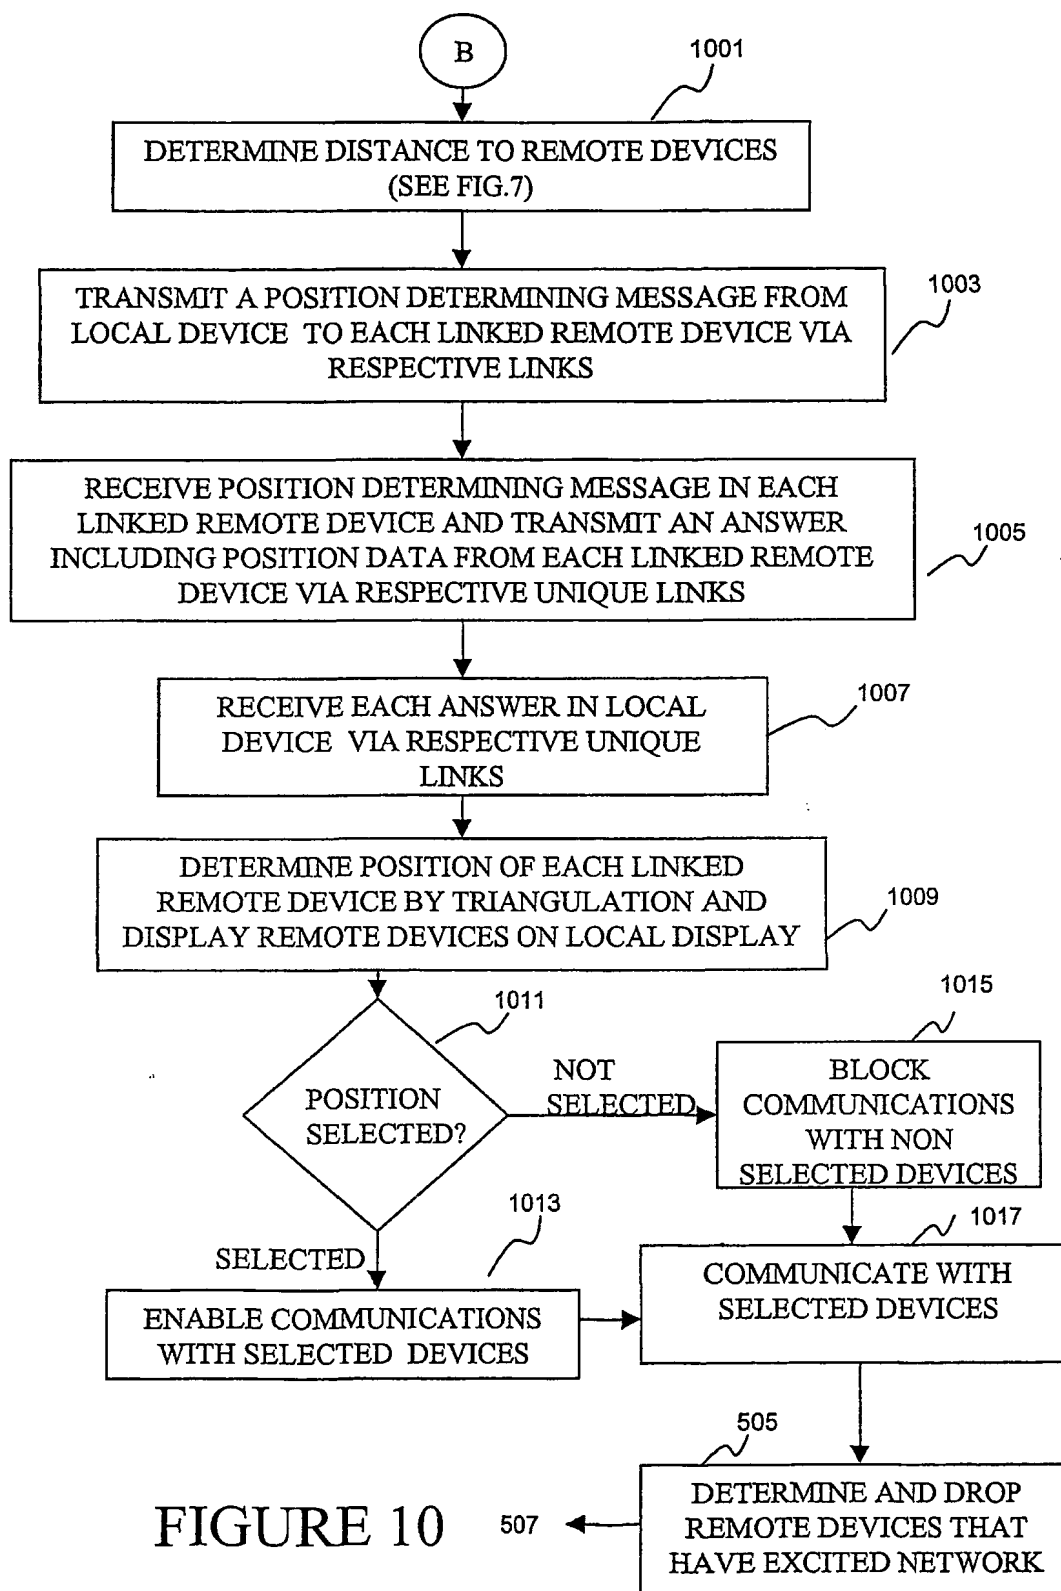 B
1001
DETERMINE DISTANCE TO REMOTE DEVICES
(SEE FIG.7)
TRANSMIT A POSITION DETERMINING MESSAGE FROM
LOCAL DEVICE TO EACH LINKED REMOTE DEVICE VIA
RESPECTIVE LINKS
1003
RECEIVE POSITION DETERMINING MESSAGE IN EACH
LINKED REMOTE DEVICE AND TRANSMIT AN ANSWER
INCLUDING POSITION DATA FROM EACH LINKED REMOTE
DEVICE VIA RESPECTIVE UNIQUE LINKS
1005
RECEIVE EACH ANSWER IN LOCAL
DEVICE VIA RESPECTIVE UNIQUE
LINKS
1007
DETERMINE POSITION OF EACH LINKED
REMOTE DEVICE BY TRIANGULATION AND
DISPLAY REMOTE DEVICES ON LOCAL DISPLAY
1009
1011
POSITION
SELECTED?
NOT
SELECTED
1015
BLOCK
COMMUNICATIONS
WITH NON
SELECTED DEVICES
SELECTED
1013
ENABLE COMMUNICATIONS
WITH SELECTED DEVICES
1017
COMMUNICATE WITH
SELECTED DEVICES
505
DETERMINE AND DROP
REMOTE DEVICES THAT
HAVE EXCITED NETWORK
507
FIGURE 10